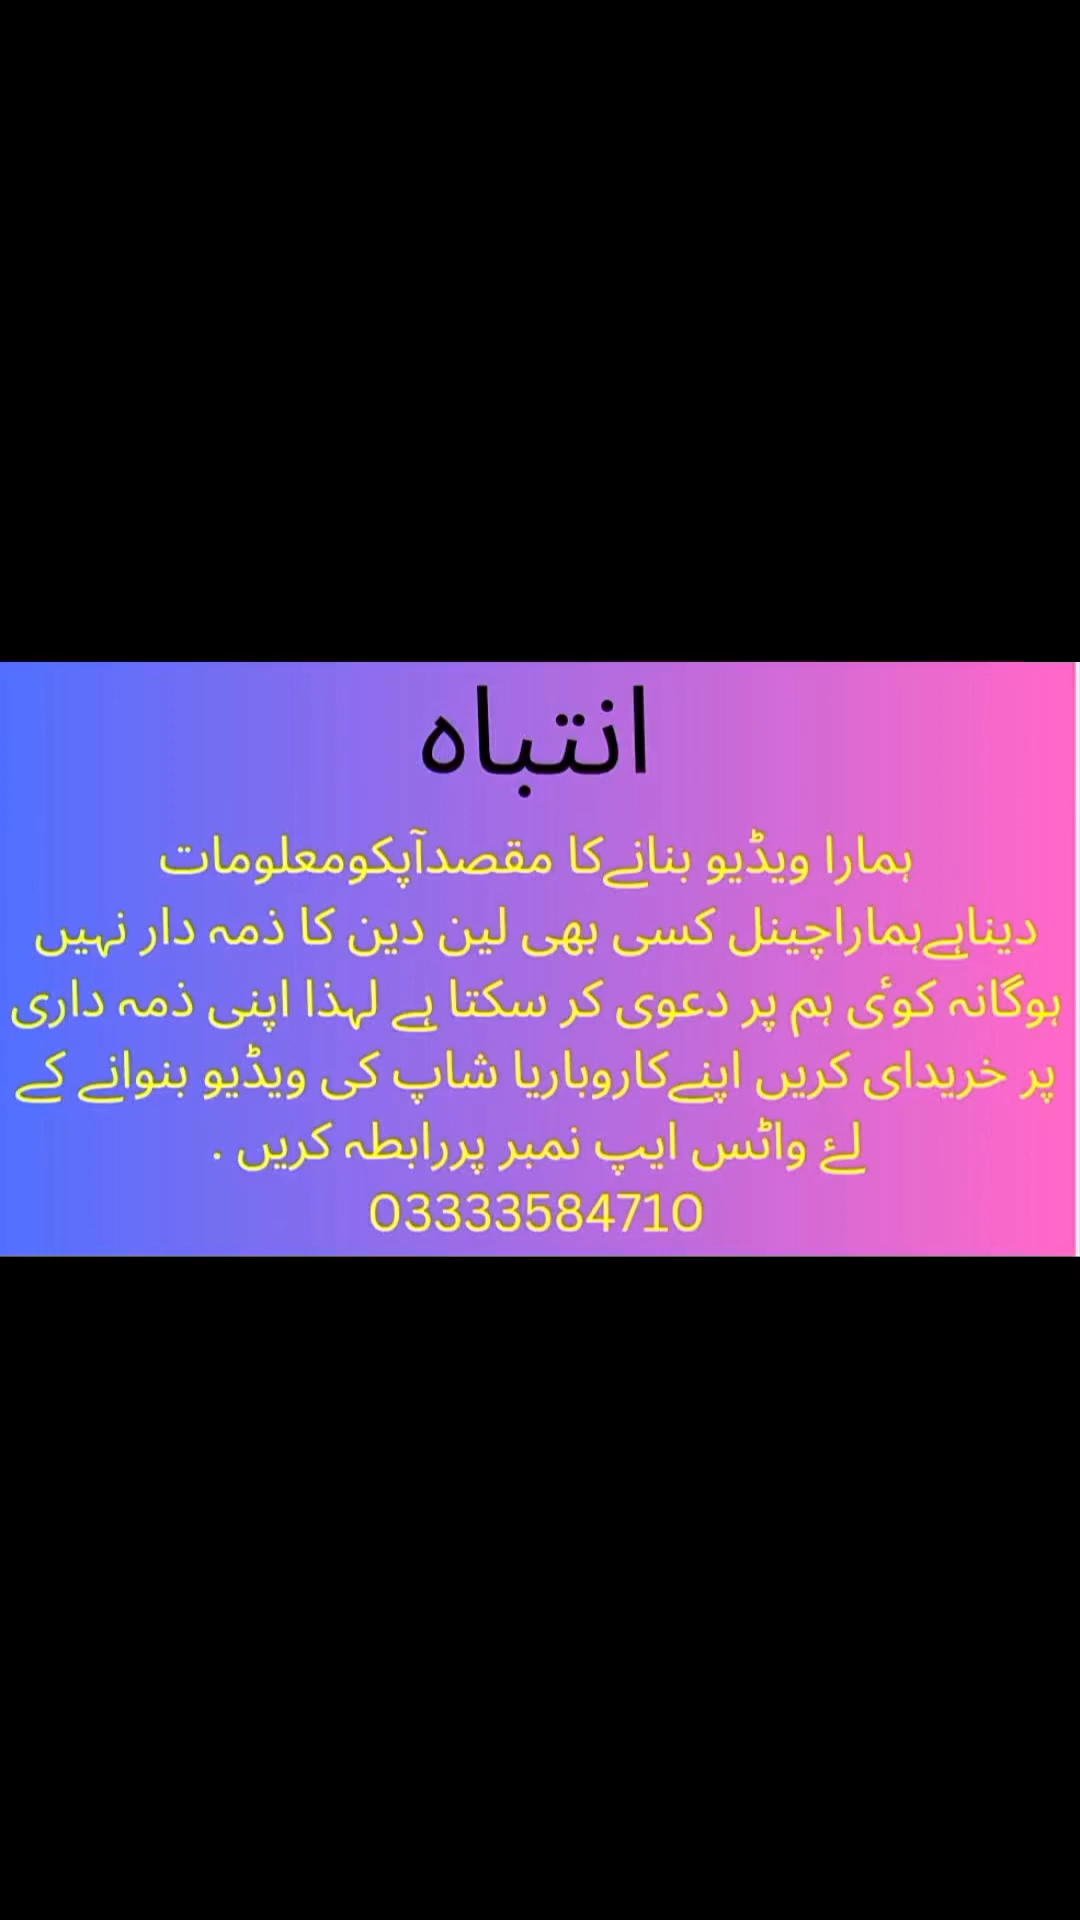 انتباہ
ہمارا ویڈیو بنانےکا مقصدآپکومعلومات
دیناہےہماراچینل کسی بھی لین دین کا ذمہ دار نہیں
ہوگانہ کوئ ہم پر دعوی کر سکتا ہے لہذا اپنی ذمہ داری
پر خریدای کریں اپنےکاروباریا شاپ کی ویڈیو بنوانے کے
لۓ واٹس ایپ نمبر پررابطہ کریں .
03333584710